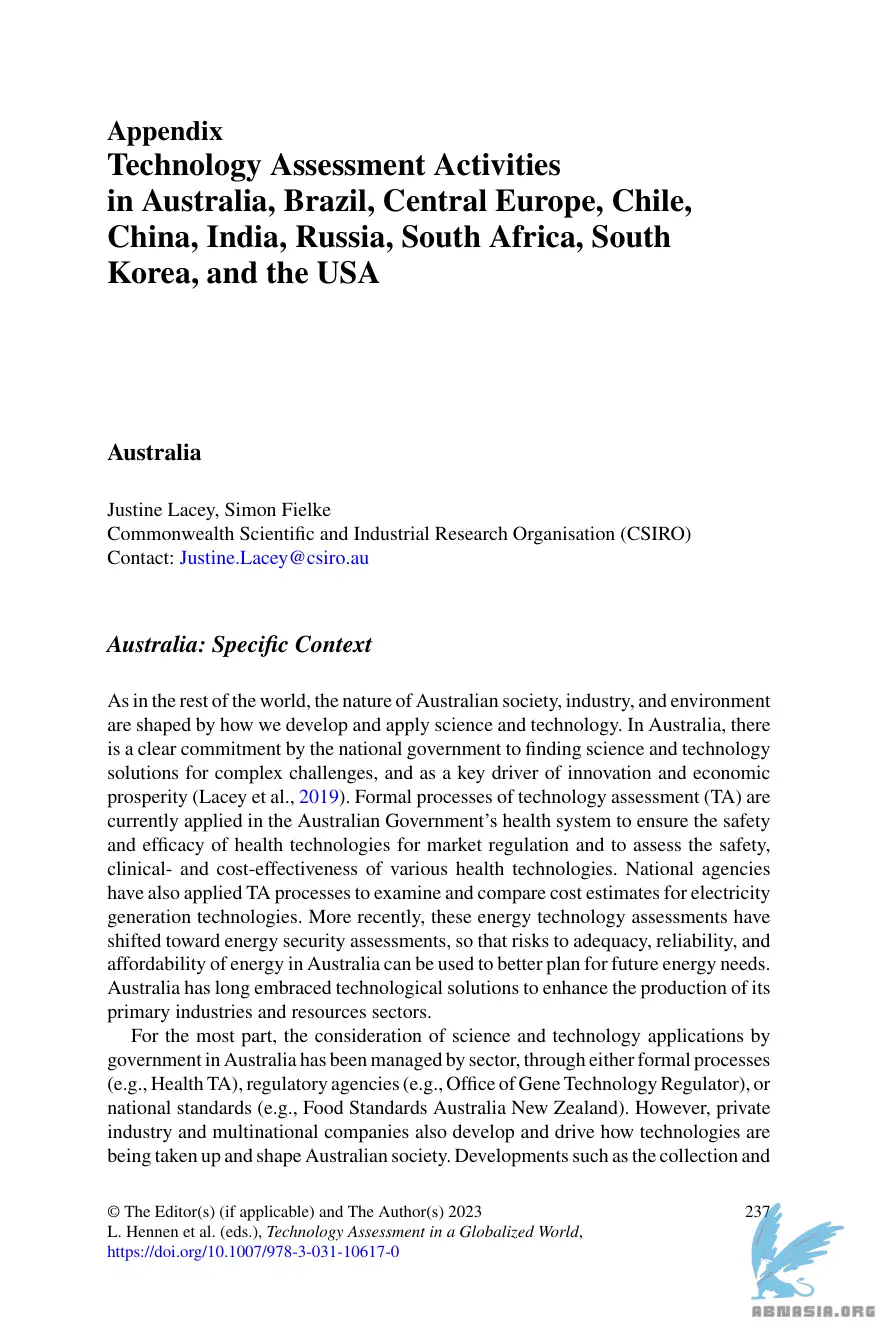 Appendix
Technology Assessment Activities
in Australia, Brazil, Central Europe, Chile,
China, India, Russia, South Africa, South
Korea, and the USA
Australia
Justine Lacey, Simon Fielke
Commonwealth Scientific and Industrial Research Organisation (CSIRO)
Contact: Justine.Lacey@csiro.au
Australia: Specific Context
As in the rest of the world, the nature of Australian society, industry, and environment
are shaped by how we develop and apply science and technology. In Australia, there
is a clear commitment by the national government to finding science and technology
solutions for complex challenges, and as a key driver of innovation and economic
prosperity (Lacey et al., 2019). Formal processes of technology assessment (TA) are
currently applied in the Australian Government's health system to ensure the safety
and efficacy of health technologies for market regulation and to assess the safety,
clinical- and cost-effectiveness of various health technologies. National agencies
have also applied TA processes to examine and compare cost estimates for electricity
generation technologies. More recently, these energy technology assessments have
shifted toward energy security assessments, so that risks to adequacy, reliability, and
affordability of energy in Australia can be used to better plan for future energy needs.
Australia has long embraced technological solutions to enhance the production of its
primary industries and resources sectors.
For the most part, the consideration of science and technology applications by
government in Australia has been managed by sector, through either formal processes
(e.g., Health TA), regulatory agencies (e.g., Office of Gene Technology Regulator), or
national standards (e.g., Food Standards Australia New Zealand). However, private
industry and multinational companies also develop and drive how technologies are
being taken up and shape Australian society. Developments such as the collection and
© The Editor(s) (if applicable) and The Author(s) 2023 237
L. Hennen et al. (eds.), Technology Assessment in a Globalized World,
https://doi.org/10.1007/978-3-031-10617-0
ABNASIA.ORG